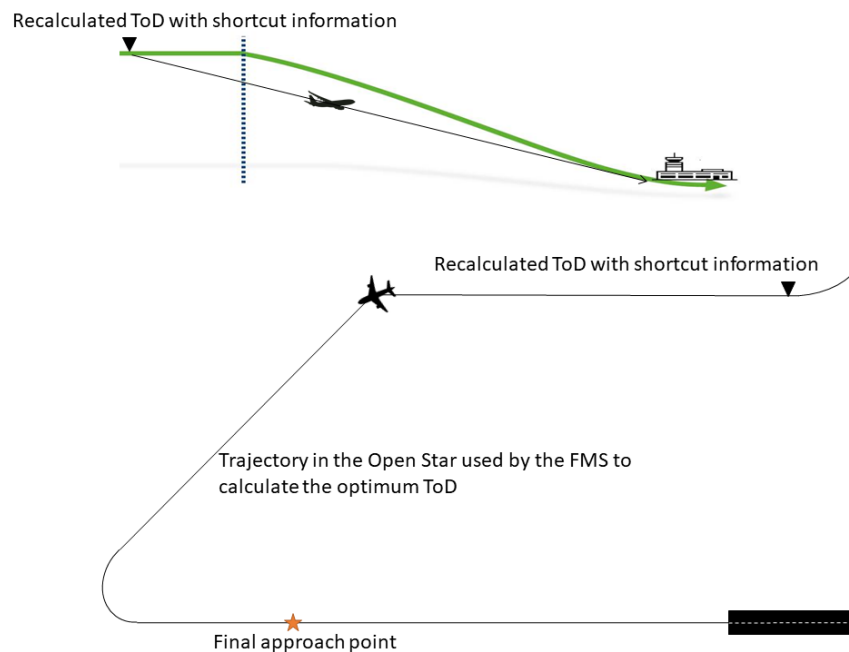 Recalculated ToD with shortcut information
Recalculated ToD with shortcut information
Trajectory in the Open Star used by the FMS to
calculate the optimum ToD
Final approach point